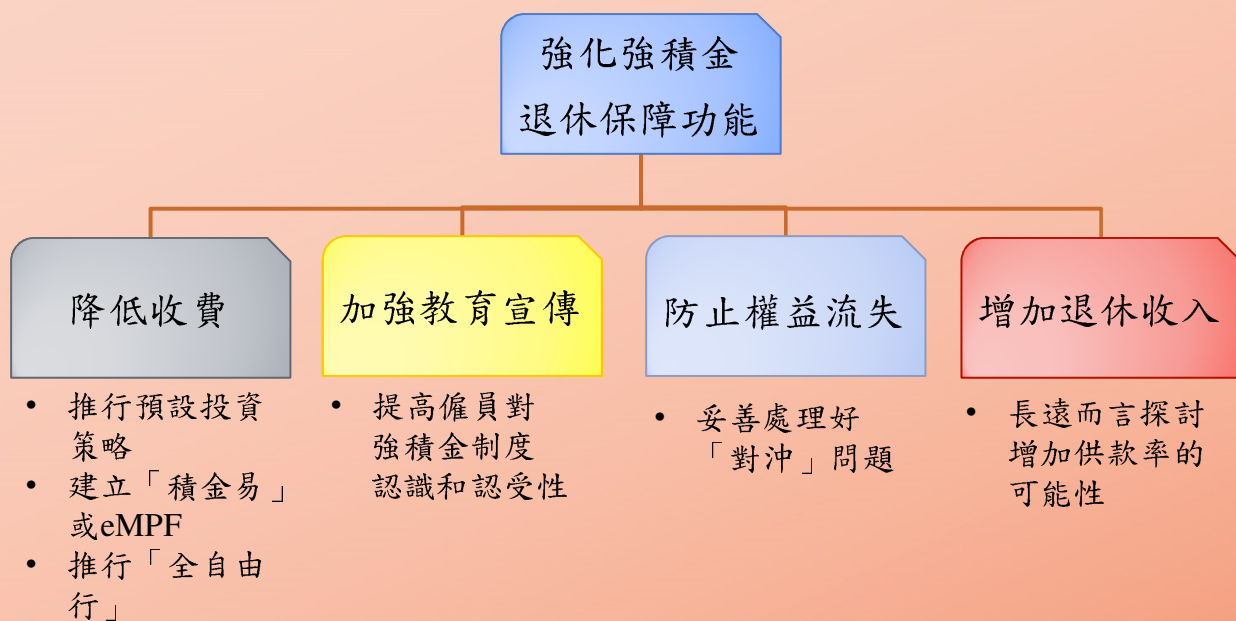 強化強積金
退休保障功能
降低收費
• 推行預設投資
策略
• 建立「積金易」
或eMPF
• 推行「全自由
行」
加強教育宣傳
• 提高僱員對
強積金制度
認識和認受性
防止權益流失
• 妥善處理好
「對沖」問題
增加退休收入
• 長遠而言探討
增加供款率的
可能性